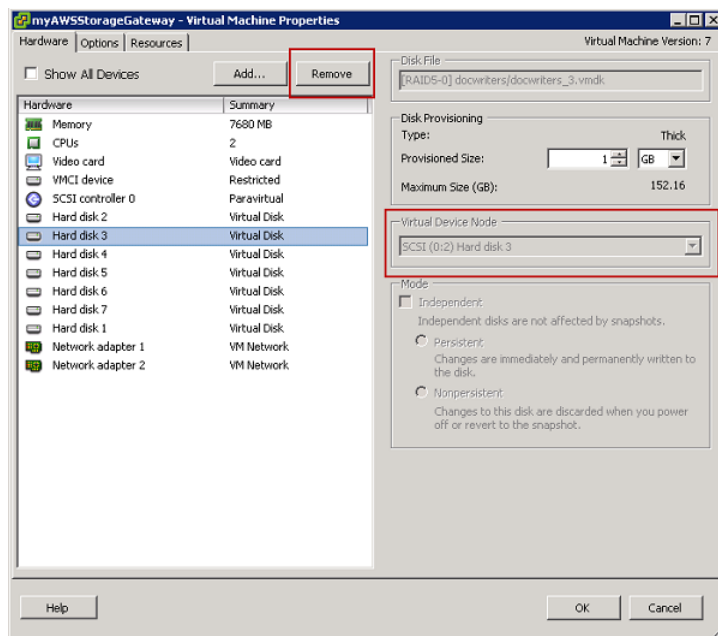 myAWSStorageGateway - Virtual Machine Properties
Hardware Options Resources
Virtual Machine Version: 7
Show All Devices
Add...
Remove
Hardware Summary
Memory 7680 MB
CPUs 2
Video card Video card
VMCI device Restricted
SCSI controller 0 Paravirtual
Hard disk 2 Virtual Disk
Hard disk 3 Virtual Disk
Hard disk 4 Virtual Disk
Hard disk 5 Virtual Disk
Hard disk 6 Virtual Disk
Hard disk 7 Virtual Disk
Hard disk 1 Virtual Disk
Network adapter 1 VM Network
Network adapter 2 VM Network
Disk File
[RAID5-0] docwriters/docwriters_3.vmdk
Disk Provisioning
Type: Thick
Provisioned Size: 1 GB
Maximum Size (GB): 152.16
Virtual Device Node
SCSI (0:2) Hard disk 3
Mode
Independent
Independent disks are not affected by snapshots.
Persistent
Changes are immediately and permanently written to
the disk.
Nonpersistent
Changes to this disk are discarded when you power
off or revert to the snapshot.
Help
OK
Cancel